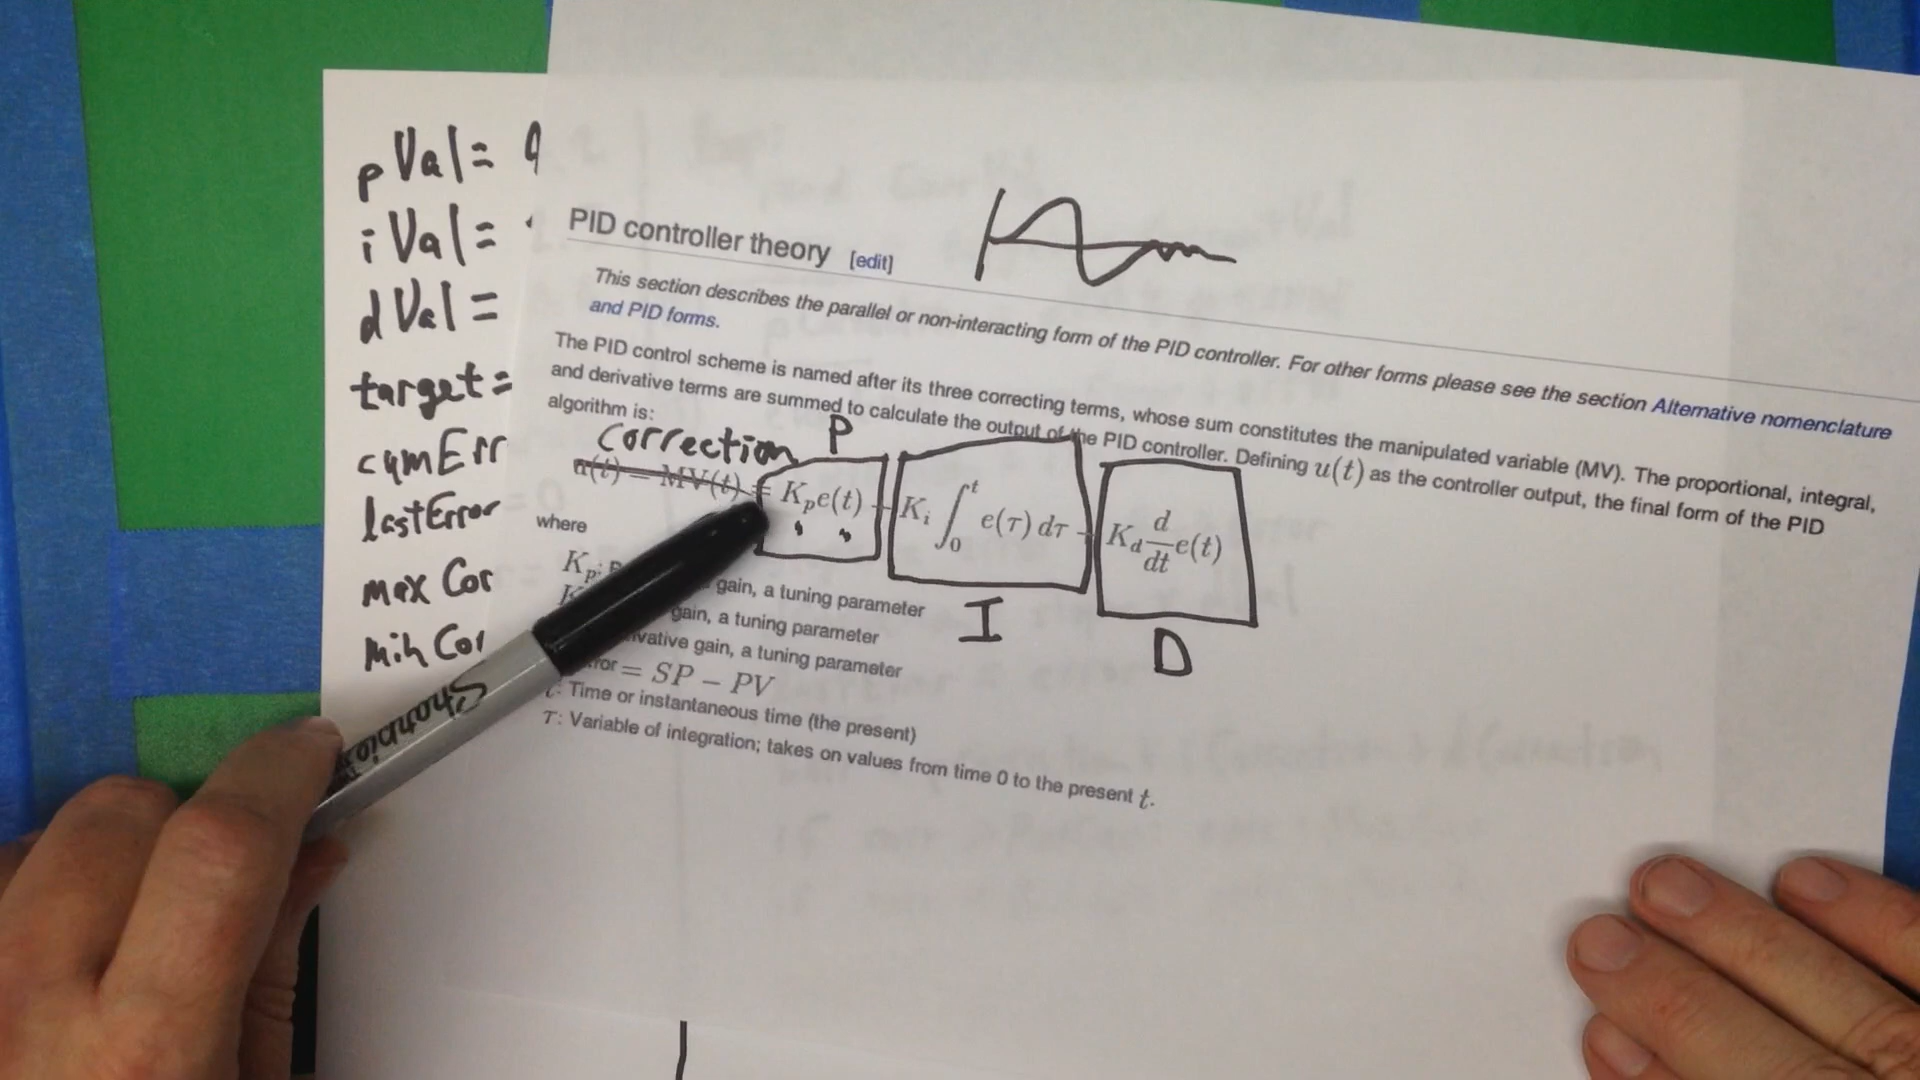 pVal=
iVal=
dVal=
target=
cumErr
lastError
max Cor
Min Cor
PID controller theory [edit]
This section describes the parallel or non-interacting form of the PID controller. For other forms please see the section Alternative nomenclature
and PID forms.
The PID control scheme is named after its three correcting terms, whose sum constitutes the manipulated variable (MV). The proportional, integral,
and derivative terms are summed to calculate the output of the PID controller. Defining u(t) as the controller output, the final form of the PID
algorithm is:
Correction P
u(t) = MV(t) = K_p e(t) + K_i ∫_0^t e(τ) dτ + K_d d/dt e(t)
I
D
where
K_p: gain, a tuning parameter
K gain, a tuning parameter
gain, a tuning parameter
= SP − PV
t: Time or instantaneous time (the present)
τ: Variable of integration; takes on values from time 0 to the present t.
Sharpie